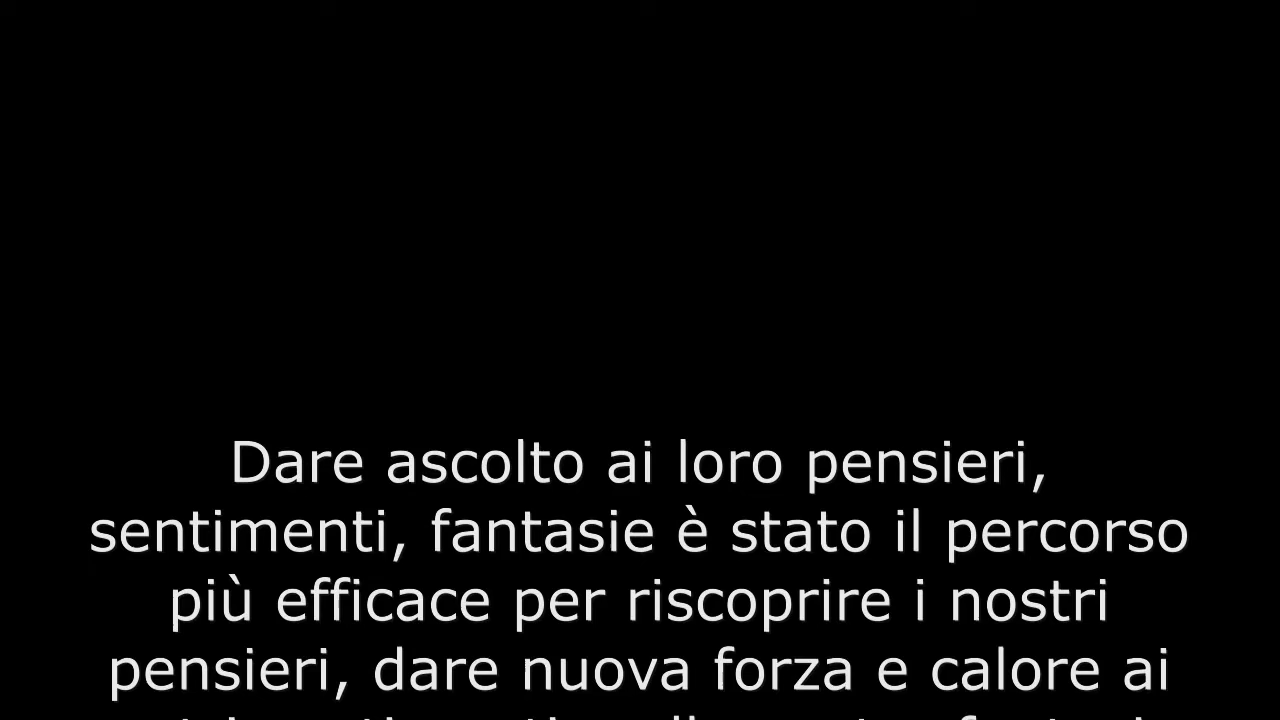 Dare ascolto ai loro pensieri,
sentimenti, fantasie è stato il percorso
più efficace per riscoprire i nostri
pensieri, dare nuova forza e calore ai